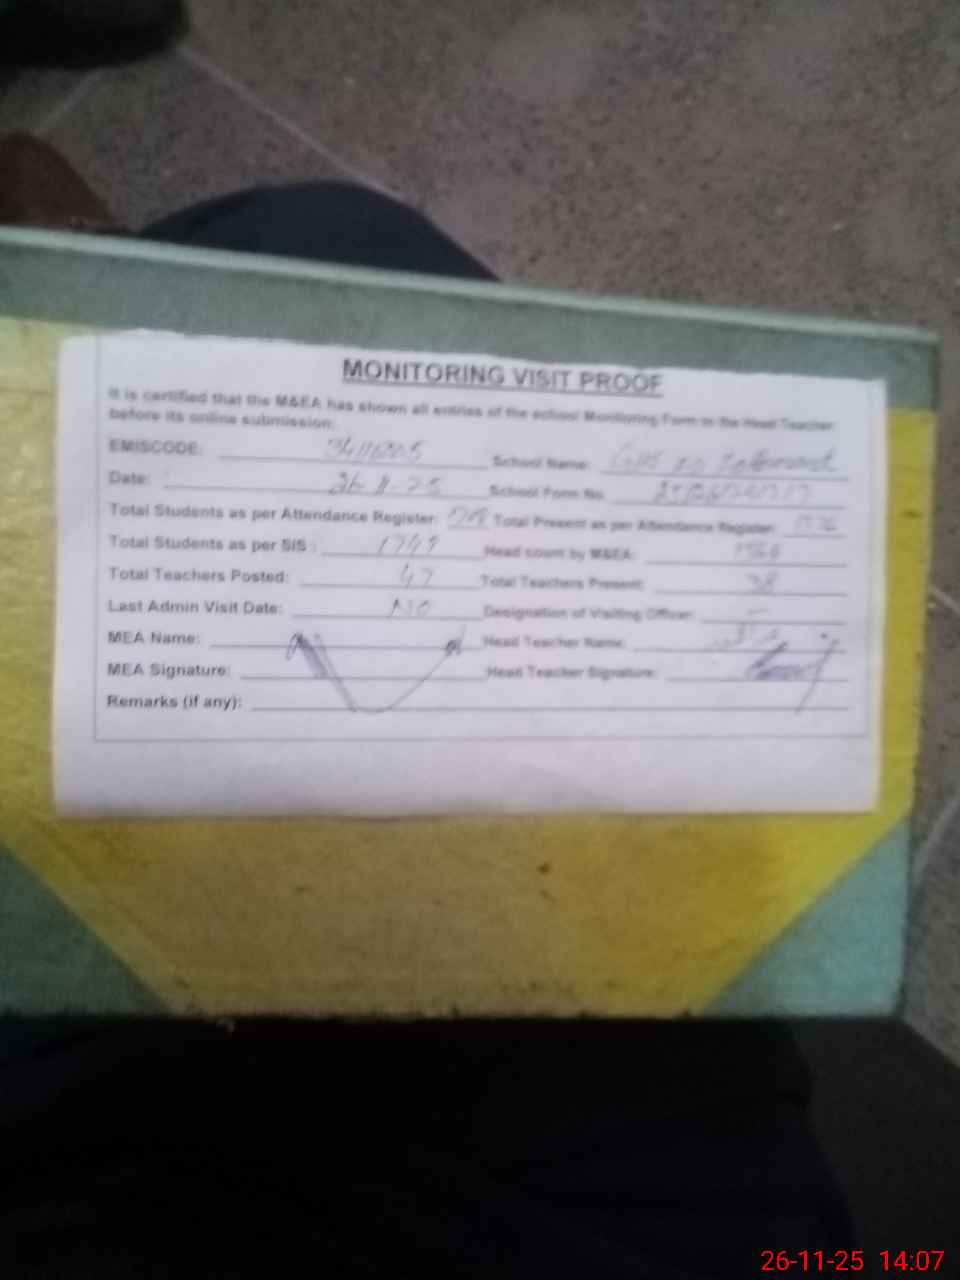 MONITORING VISIT PROOF
It is certified that the M&EA has shown all entries of the school Monitoring Form to the Head Teacher
before its online submission.
EMISCODE: School Name:
Date: 26-11-25 School Form No.
Total Students as per Attendance Register: Total Present as per Attendance Register:
Total Students as per SIS : 1749 Head count by M&EA:
Total Teachers Posted: 47 Total Teachers Present: 38
Last Admin Visit Date: NO Designation of Visiting Officer: -
MEA Name: Head Teacher Name:
MEA Signature: Head Teacher Signature:
Remarks (if any):
26-11-25 14:07